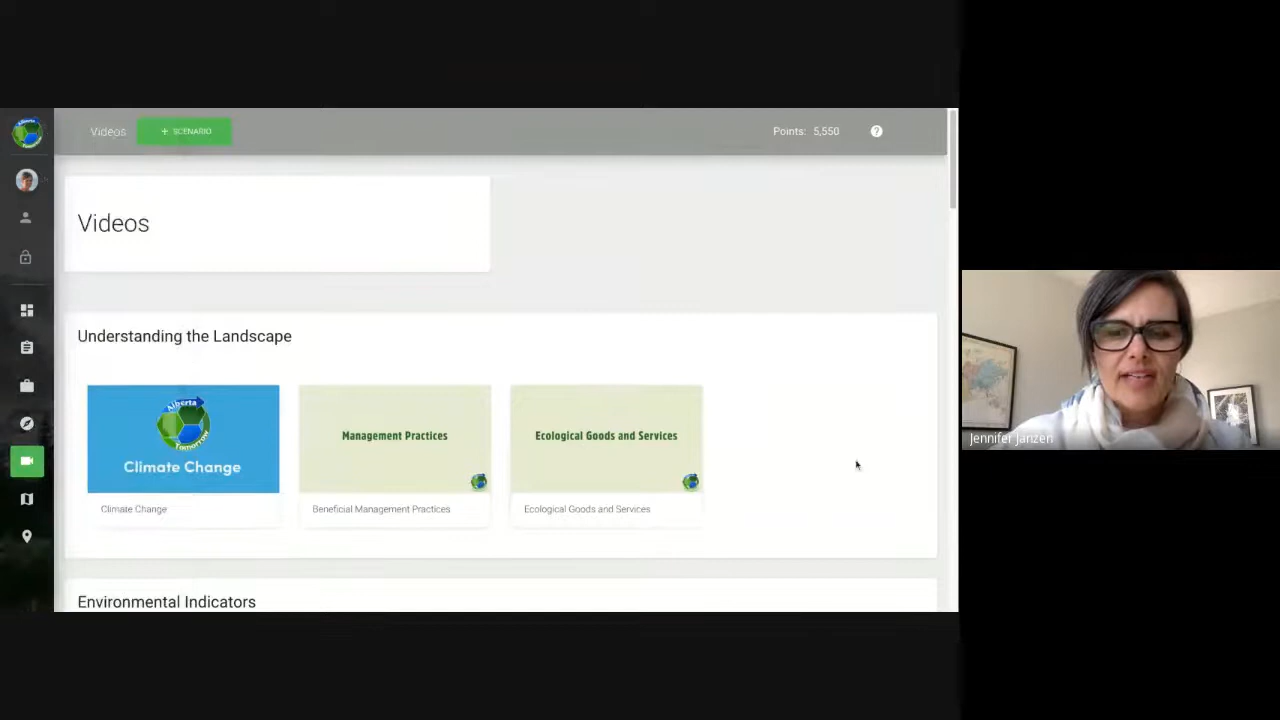 Videos
+ SCENARIO
Points: 5,550
?
Videos
Understanding the Landscape
Alberta
Tomorrow
Climate Change
Management Practices
Ecological Goods and Services
Climate Change
Beneficial Management Practices
Ecological Goods and Services
Environmental Indicators
Jennifer Janzen